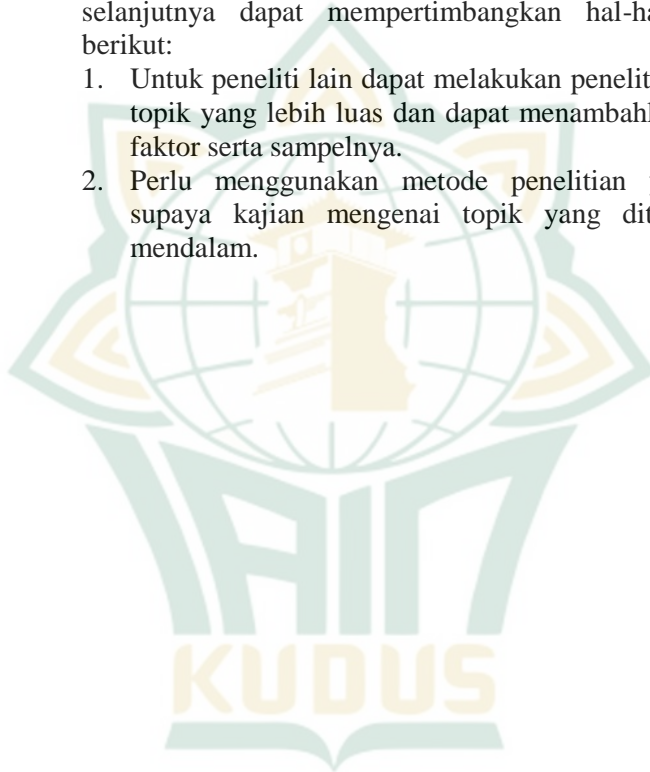 selanjutnya dapat mempertimbangkan hal-ha
berikut:
1. Untuk peneliti lain dapat melakukan penelit
topik yang lebih luas dan dapat menambahl
faktor serta sampelnya.
2. Perlu menggunakan metode penelitian
supaya kajian mengenai topik yang dit
mendalam.
IAIN
KUDUS